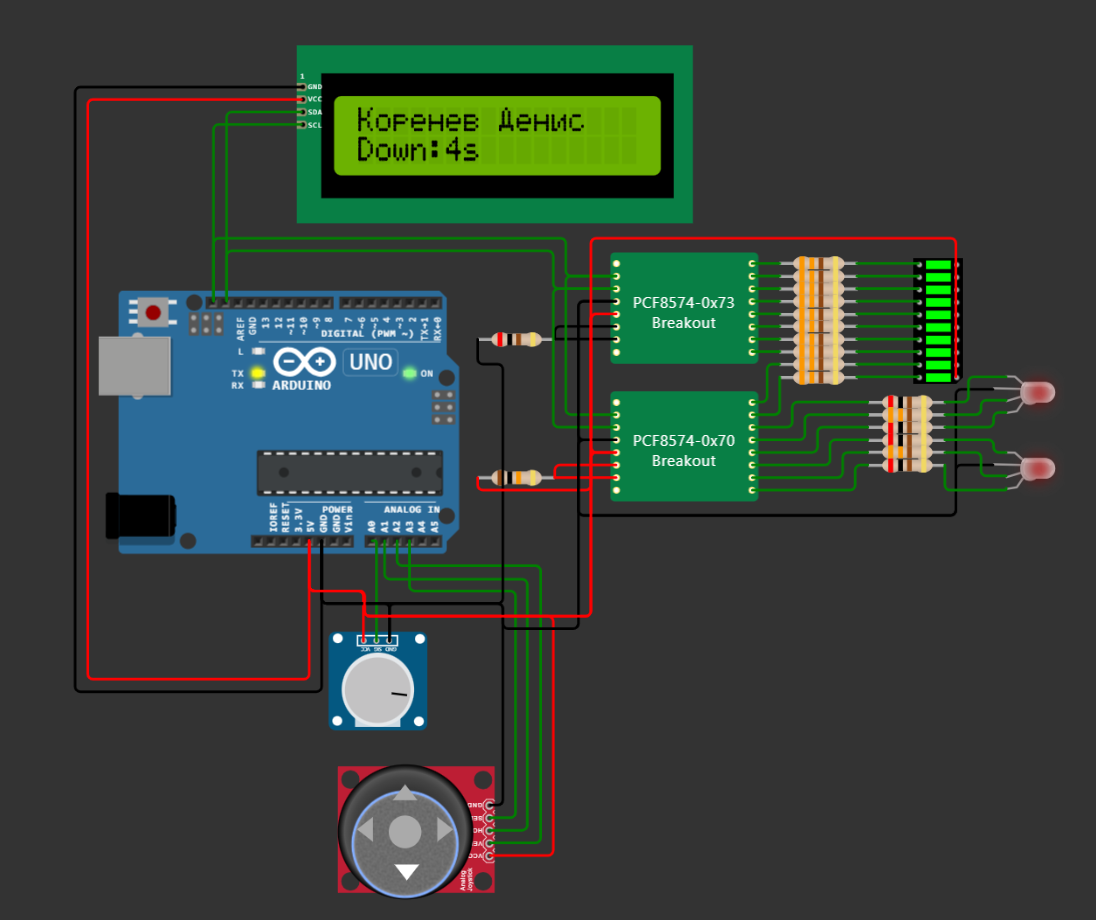 1
GND
VCC
SDA
SCL
Коренев Денис
Down:4s
PCF8574-0x73
Breakout
PCF8574-0x70
Breakout
AREF
GND
13
12
~11
~10
~9
8
7
~6
~5
4
~3
2
TX→1
RX←0
DIGITAL (PWM ~)
L
TX
RX
ARDUINO
UNO
ON
IOREF
RESET
3.3V
5V
GND
GND
Vin
POWER
ANALOG IN
A0
A1
A2
A3
A4
A5
VCC
SIG
GND
GND
VCC
Analog
Joystick